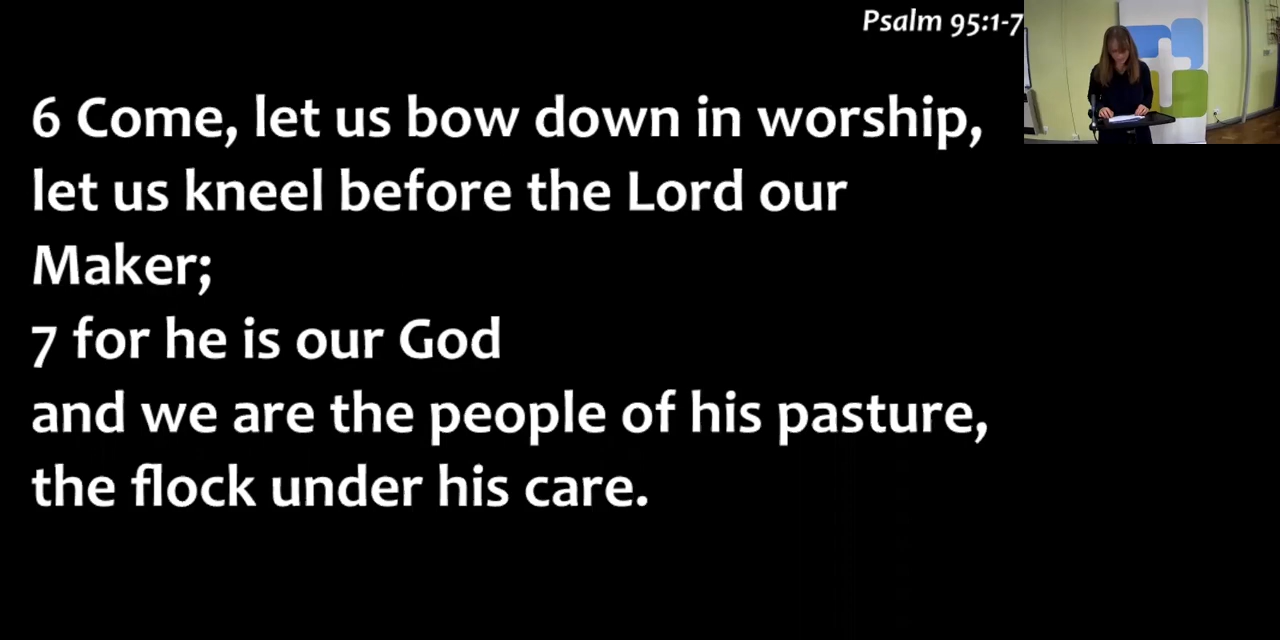 Psalm 95:1-7
6 Come, let us bow down in worship,
let us kneel before the Lord our
Maker;
7 for he is our God
and we are the people of his pasture,
the flock under his care.